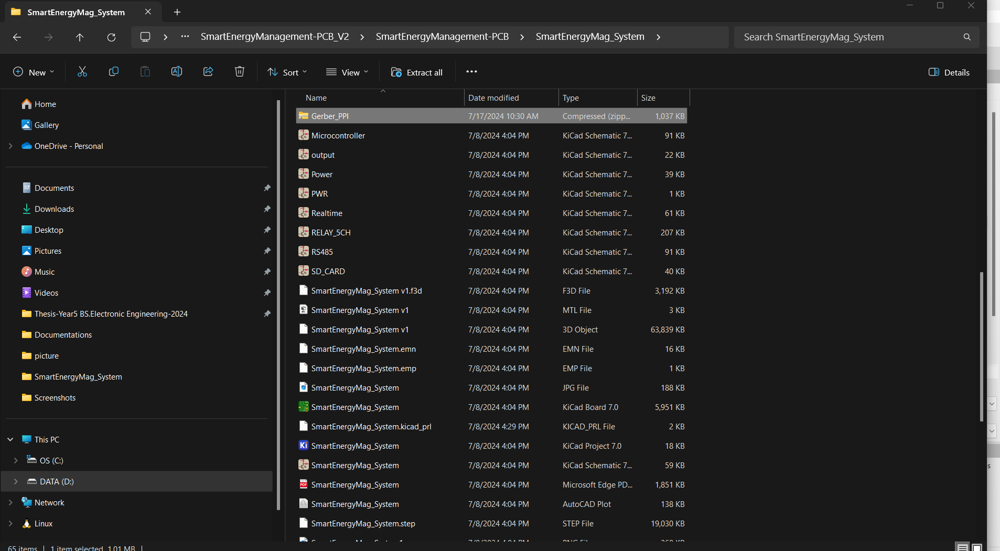 SmartEnergyMag_System
SmartEnergyManagement-PCB_V2 SmartEnergyManagement-PCB SmartEnergyMag_System Search SmartEnergyMag_System
New Sort View Extract all Details
Home
Gallery
OneDrive - Personal
Documents
Downloads
Desktop
Pictures
Music
Videos
Thesis-Year5 BS.Electronic Engineering-2024
Documentations
picture
SmartEnergyMag_System
Screenshots
This PC
OS (C:)
DATA (D:)
Network
Linux
Name Date modified Type Size
Gerber_PPI 7/17/2024 10:30 AM Compressed (zipp... 1,037 KB
Microcontroller 7/8/2024 4:04 PM KiCad Schematic 7... 91 KB
output 7/8/2024 4:04 PM KiCad Schematic 7... 22 KB
Power 7/8/2024 4:04 PM KiCad Schematic 7... 39 KB
PWR 7/8/2024 4:04 PM KiCad Schematic 7... 1 KB
Realtime 7/8/2024 4:04 PM KiCad Schematic 7... 61 KB
RELAY_5CH 7/8/2024 4:04 PM KiCad Schematic 7... 207 KB
RS485 7/8/2024 4:04 PM KiCad Schematic 7... 91 KB
SD_CARD 7/8/2024 4:04 PM KiCad Schematic 7... 40 KB
SmartEnergyMag_System v1.f3d 7/8/2024 4:04 PM F3D File 3,192 KB
SmartEnergyMag_System v1 7/8/2024 4:04 PM MTL File 3 KB
SmartEnergyMag_System v1 7/8/2024 4:04 PM 3D Object 63,839 KB
SmartEnergyMag_System.emn 7/8/2024 4:04 PM EMN File 16 KB
SmartEnergyMag_System.emp 7/8/2024 4:04 PM EMP File 1 KB
SmartEnergyMag_System 7/8/2024 4:04 PM JPG File 188 KB
SmartEnergyMag_System 7/8/2024 4:04 PM KiCad Board 7.0 5,951 KB
SmartEnergyMag_System.kicad_prl 7/8/2024 4:29 PM KICAD_PRL File 2 KB
Ki SmartEnergyMag_System 7/8/2024 4:04 PM KiCad Project 7.0 18 KB
SmartEnergyMag_System 7/8/2024 4:04 PM KiCad Schematic 7... 59 KB
PDF SmartEnergyMag_System 7/8/2024 4:04 PM Microsoft Edge PD... 1,851 KB
SmartEnergyMag_System 7/8/2024 4:04 PM AutoCAD Plot 138 KB
SmartEnergyMag_System.step 7/8/2024 4:04 PM STEP File 19,030 KB
65 items 1 item selected 1.01 MB
s